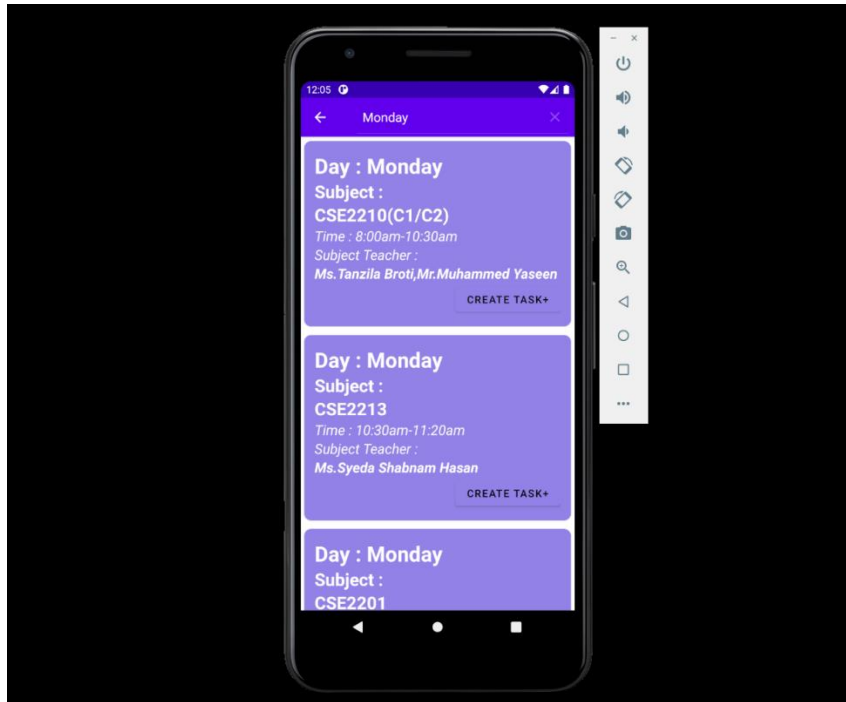 12:05
Monday
Day : Monday
Subject :
CSE2210(C1/C2)
Time : 8:00am-10:30am
Subject Teacher :
Ms.Tanzila Broti,Mr.Muhammed Yaseen
CREATE TASK+
Day : Monday
Subject :
CSE2213
Time : 10:30am-11:20am
Subject Teacher :
Ms.Syeda Shabnam Hasan
CREATE TASK+
Day : Monday
Subject :
CSE2201